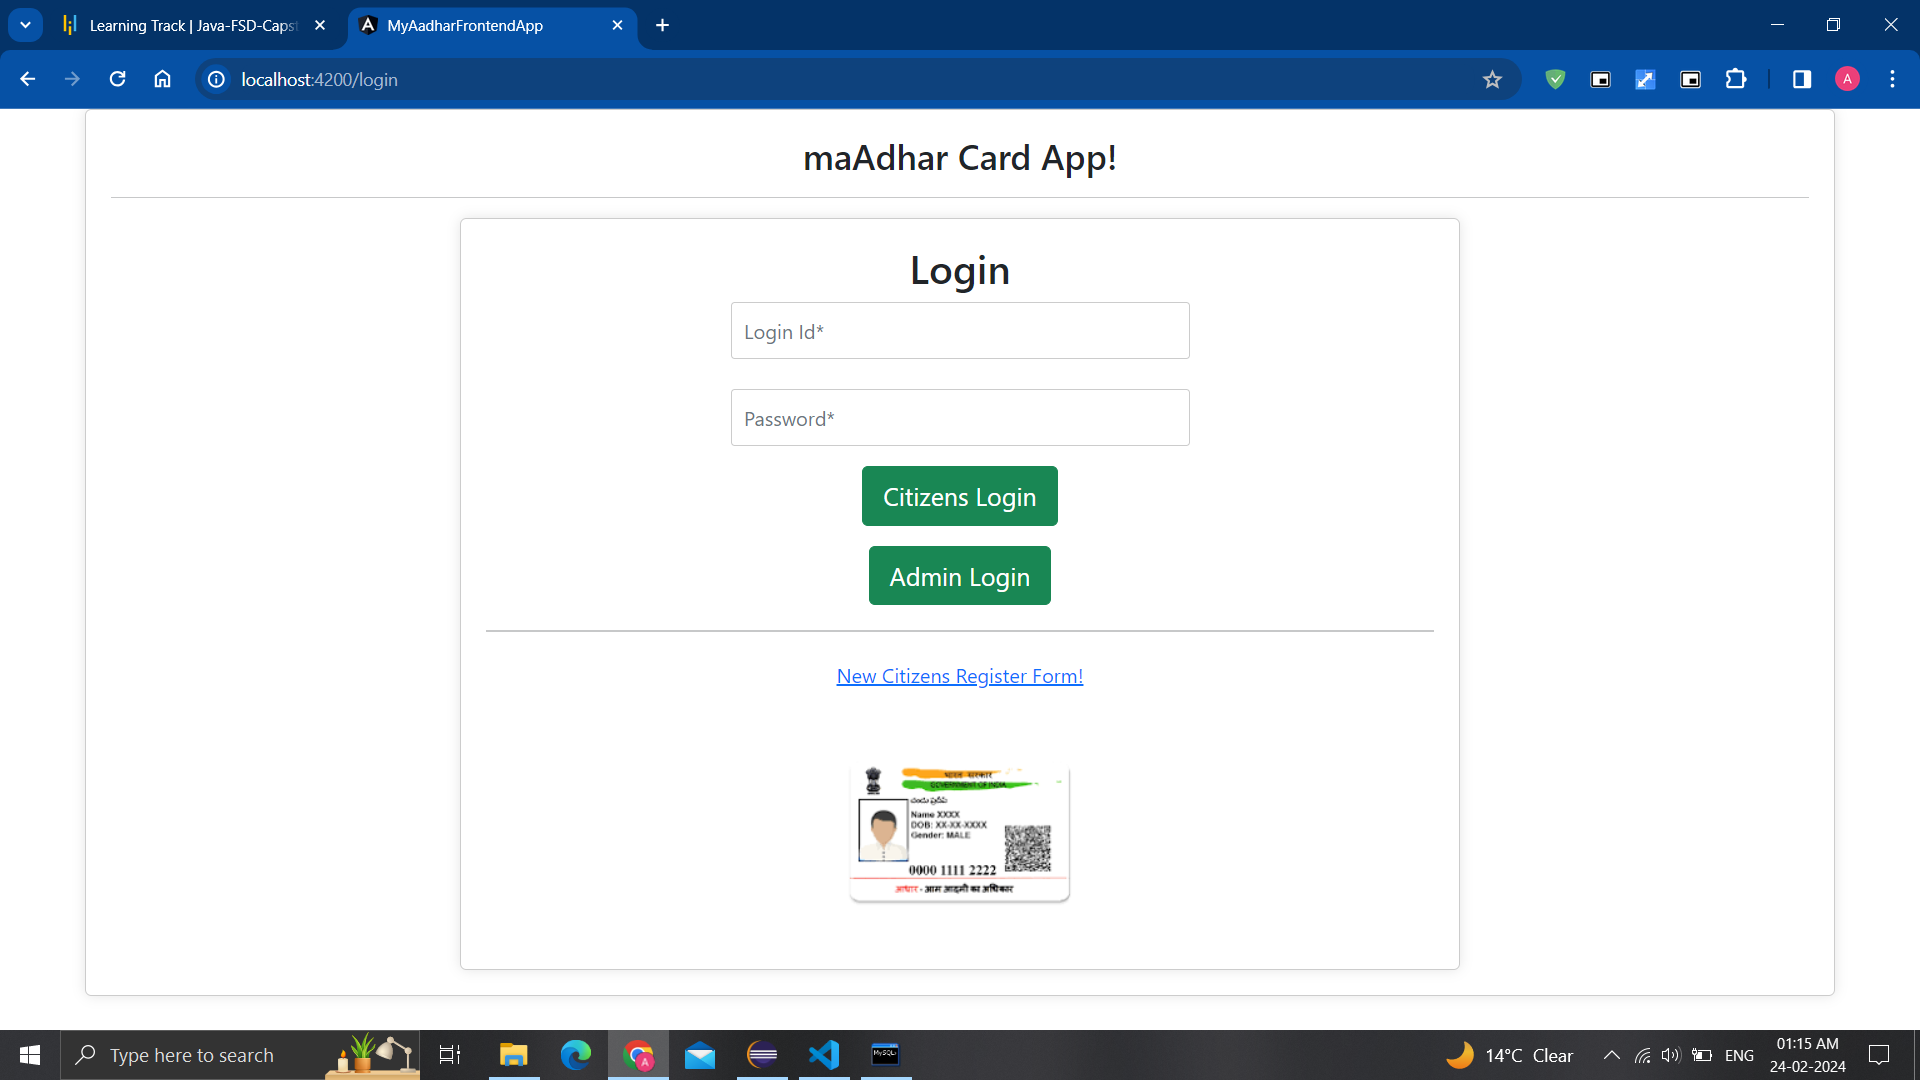 Learning Track | Java-FSD-Capst
MyAadharFrontendApp
localhost:4200/login
A
maAdhar Card App!
Login
Login Id*
Password*
Citizens Login
Admin Login
New Citizens Register Form!
भारत सरकार
GOVERNMENT OF INDIA
Name XXXX
DOB: XX-XX-XXXX
Gender: MALE
0000 1111 2222
आधार - आम आदमी का अधिकार
Type here to search
A
MySQL
14°C Clear
ENG
01:15 AM
24-02-2024